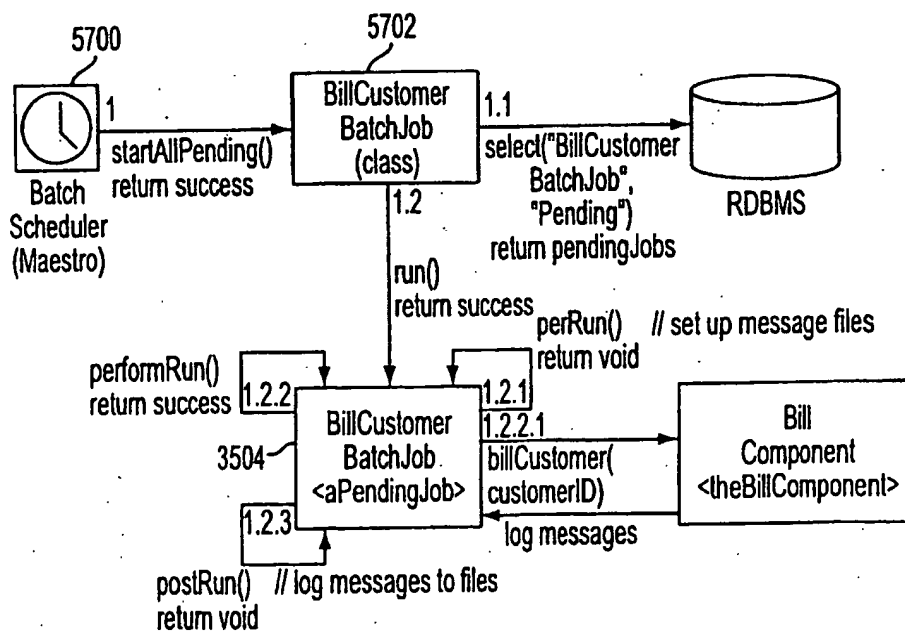 5700
5702
Batch
Scheduler
(Maestro)
1
startAllPending()
return success
BillCustomer
BatchJob
(class)
1.1
select("BillCustomer
BatchJob",
"Pending")
return pendingJobs
RDBMS
1.2
run()
return success
perRun() // set up message files
return void
performRun()
return success
1.2.2
1.2.1
3504
BillCustomer
BatchJob
<aPendingJob>
1.2.2.1
billCustomer(
customerID)
log messages
Bill
Component
<theBillComponent>
1.2.3
postRun() // log messages to files
return void